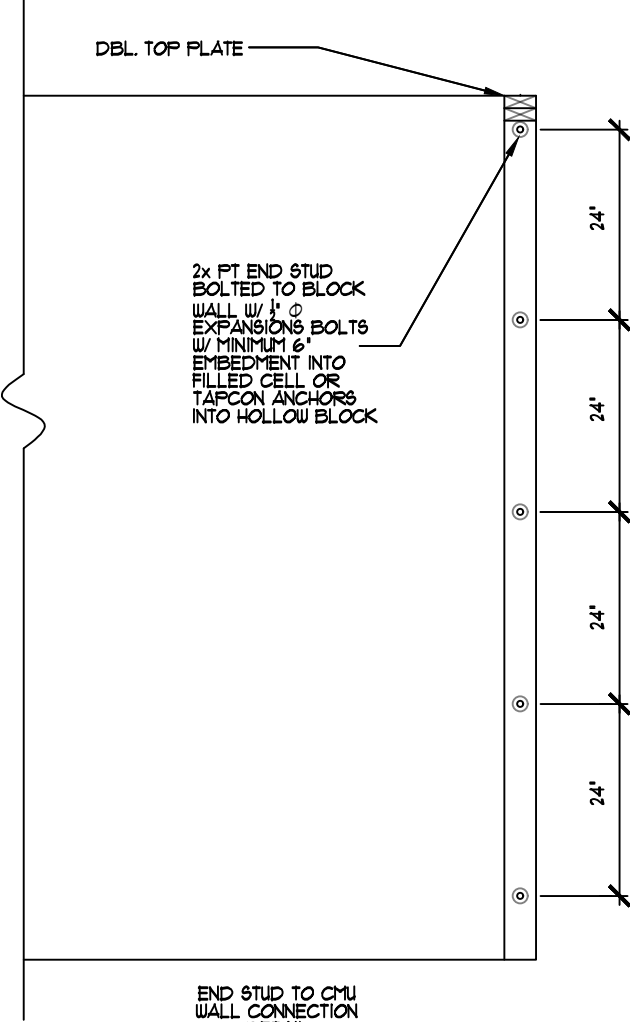 DBL. TOP PLATE
24"
2x PT END STUD
BOLTED TO BLOCK
WALL W/ ½" Ø
EXPANSIONS BOLTS
W/ MINIMUM 6"
EMBEDMENT INTO
FILLED CELL OR
TAPCON ANCHORS
INTO HOLLOW BLOCK
24"
24"
24"
END STUD TO CMU
WALL CONNECTION